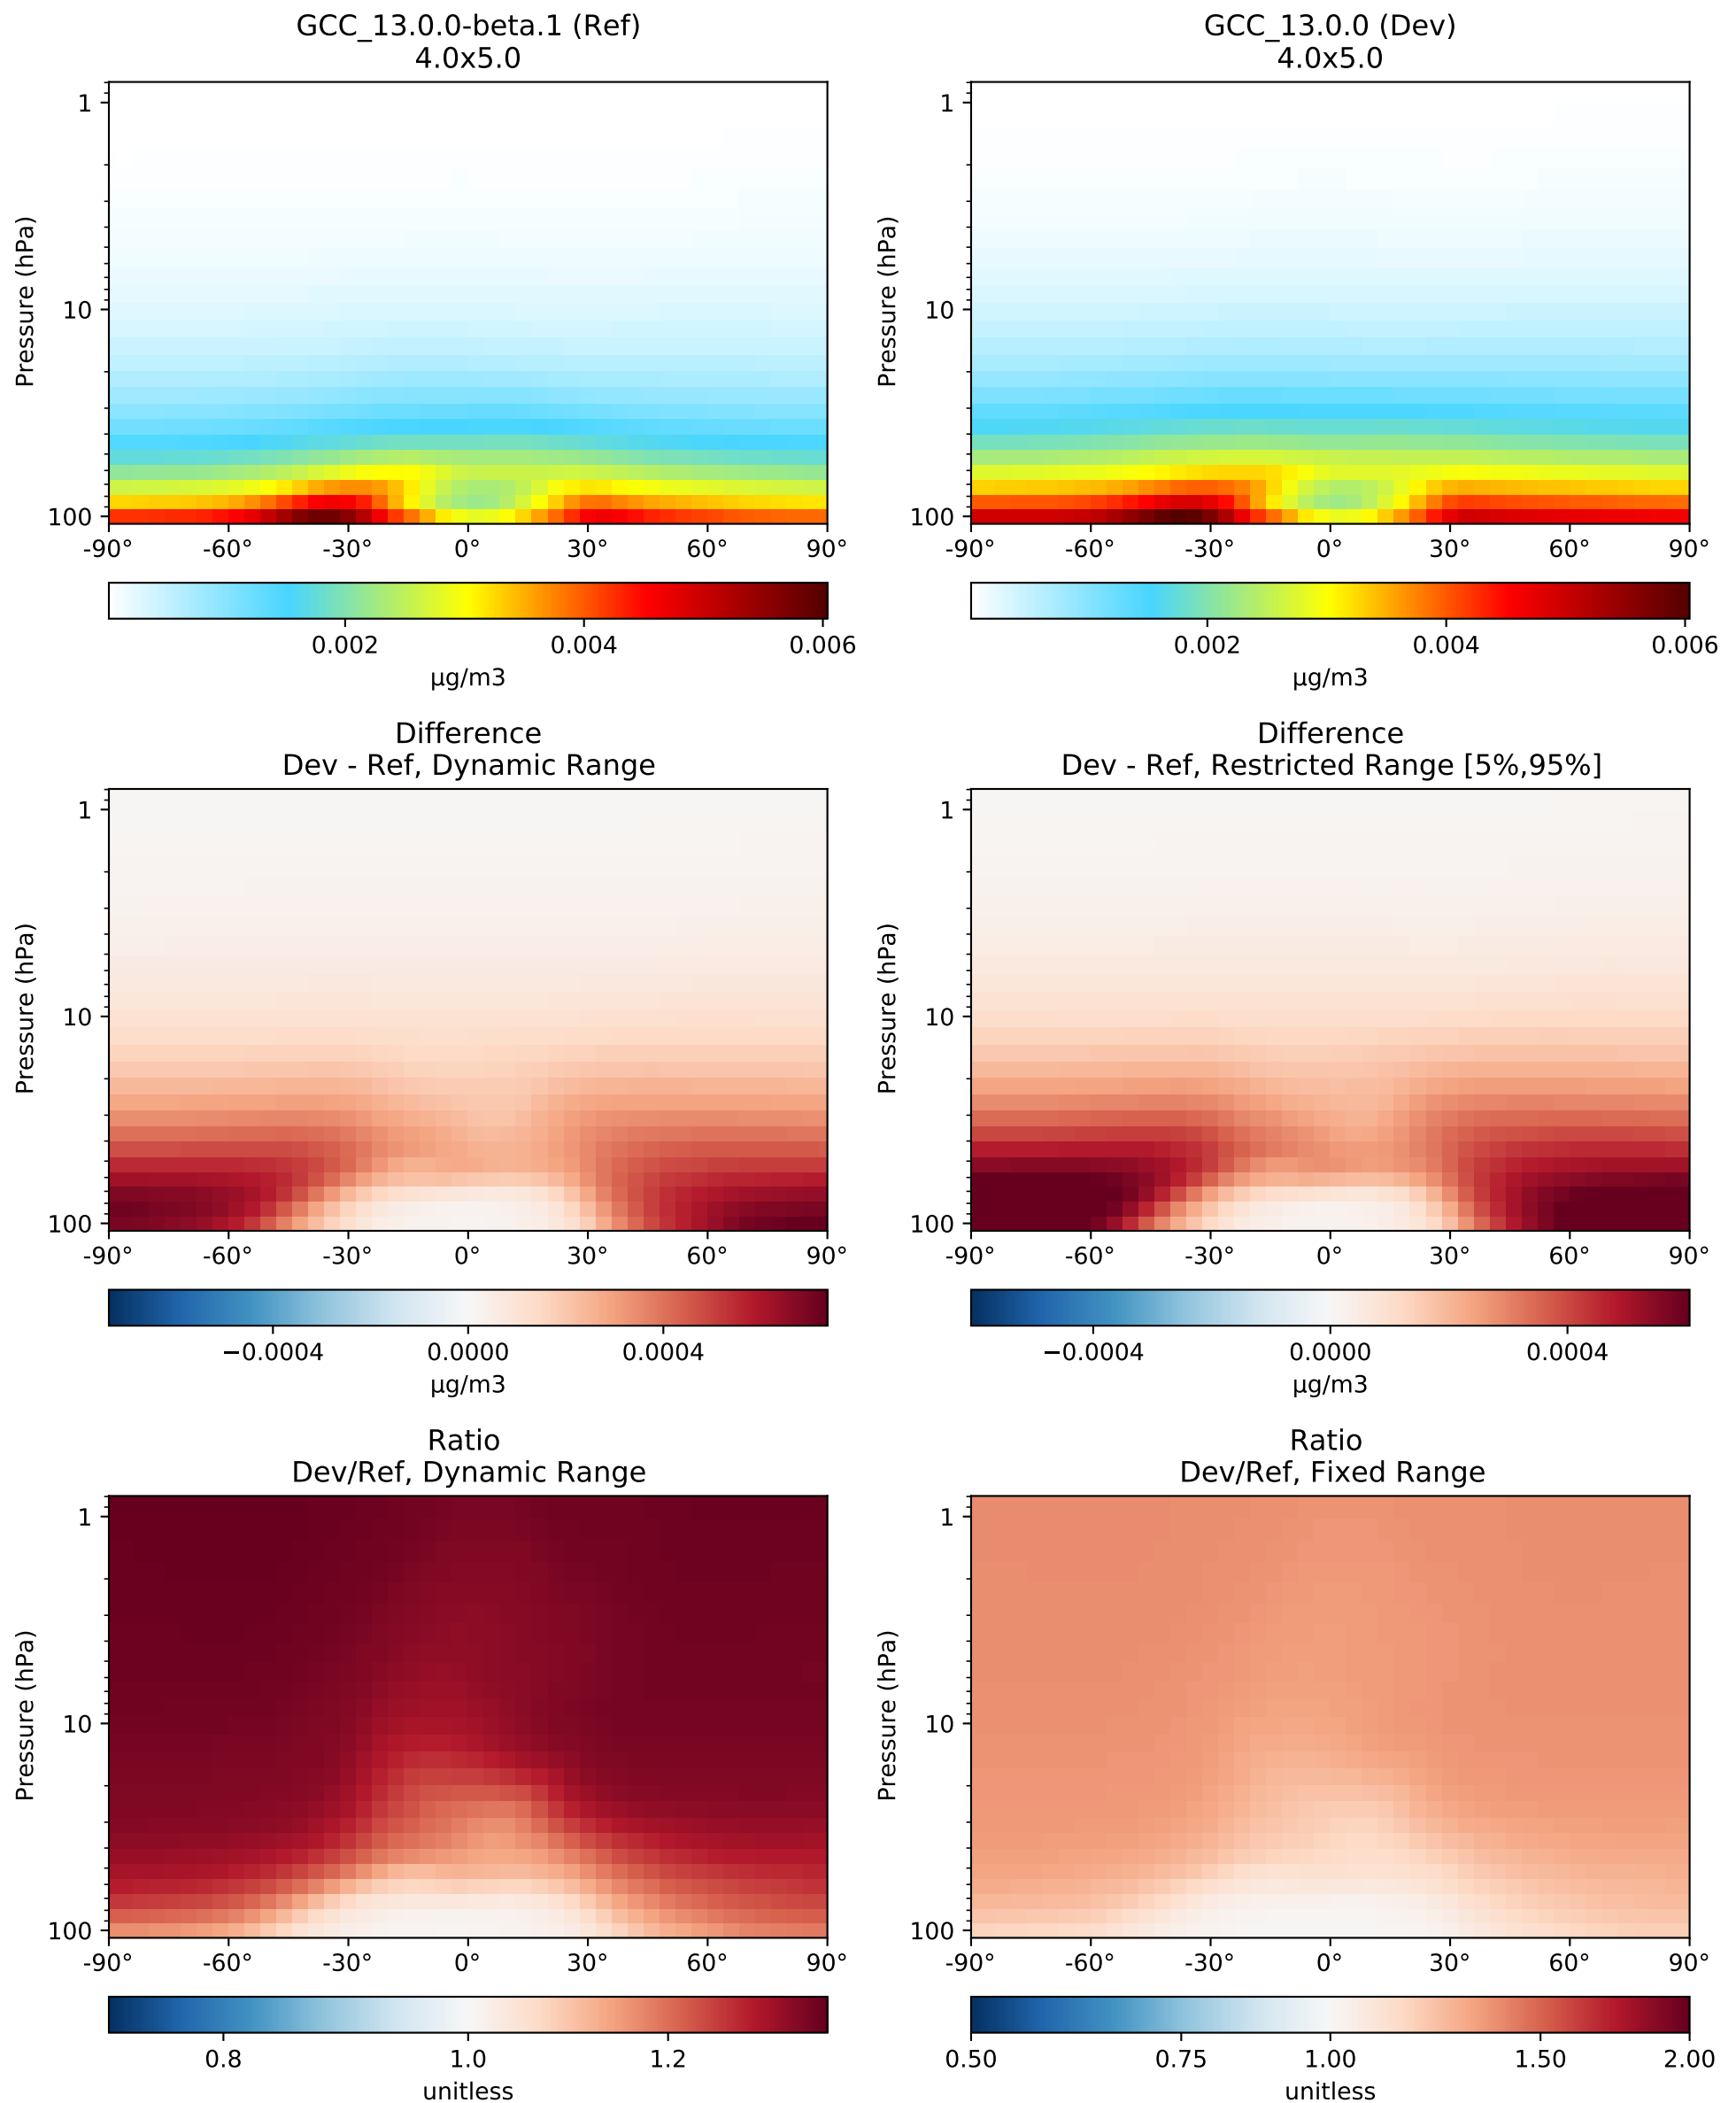 GCC_13.0.0-beta.1 (Ref)
4.0x5.0
1
10
100
Pressure (hPa)
-90° -60° -30° 0° 30° 60° 90°
0.002 0.004 0.006
µg/m3
GCC_13.0.0 (Dev)
4.0x5.0
1
10
100
Pressure (hPa)
-90° -60° -30° 0° 30° 60° 90°
0.002 0.004 0.006
µg/m3
Difference
Dev - Ref, Dynamic Range
1
10
100
Pressure (hPa)
-90° -60° -30° 0° 30° 60° 90°
−0.0004 0.0000 0.0004
µg/m3
Difference
Dev - Ref, Restricted Range [5%,95%]
1
10
100
Pressure (hPa)
-90° -60° -30° 0° 30° 60° 90°
−0.0004 0.0000 0.0004
µg/m3
Ratio
Dev/Ref, Dynamic Range
1
10
100
Pressure (hPa)
-90° -60° -30° 0° 30° 60° 90°
0.8 1.0 1.2
unitless
Ratio
Dev/Ref, Fixed Range
1
10
100
Pressure (hPa)
-90° -60° -30° 0° 30° 60° 90°
0.50 0.75 1.00 1.50 2.00
unitless